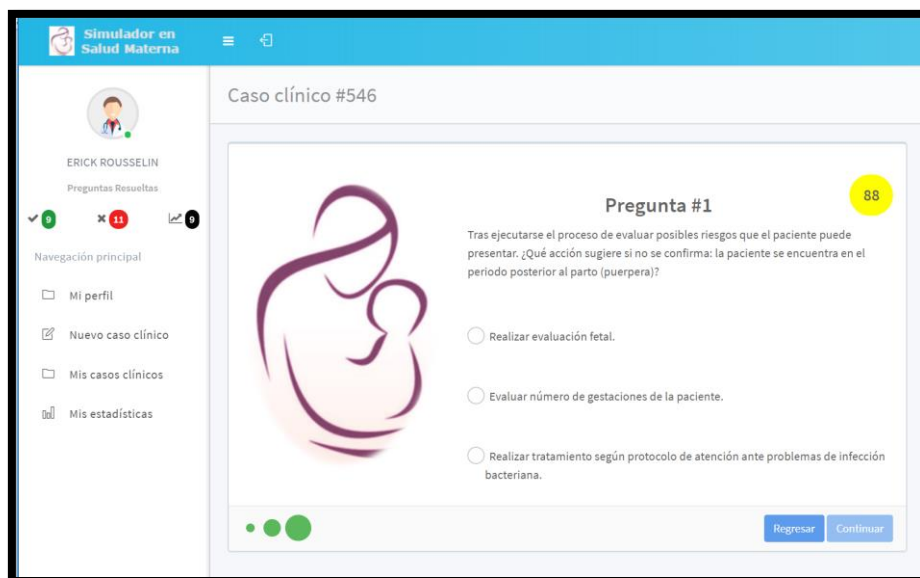 Simulador en
Salud Materna
ERICK ROUSSELIN
Preguntas Resueltas
9 11 9
Navegación principal
Mi perfil
Nuevo caso clínico
Mis casos clínicos
Mis estadísticas
Caso clínico #546
88
Pregunta #1
Tras ejecutarse el proceso de evaluar posibles riesgos que el paciente puede
presentar. ¿Qué acción sugiere si no se confirma: la paciente se encuentra en el
periodo posterior al parto (puerpera)?
Realizar evaluación fetal.
Evaluar número de gestaciones de la paciente.
Realizar tratamiento según protocolo de atención ante problemas de infección
bacteriana.
Regresar Continuar